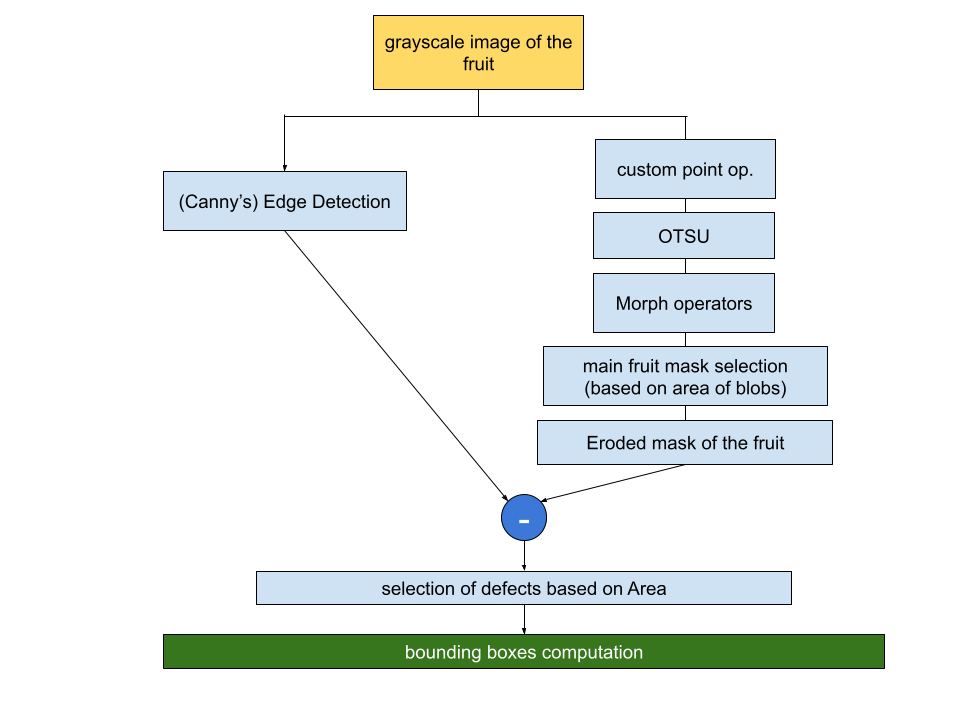 grayscale image of the
fruit
custom point op.
(Canny’s) Edge Detection
OTSU
Morph operators
main fruit mask selection
(based on area of blobs)
Eroded mask of the fruit
-
selection of defects based on Area
bounding boxes computation